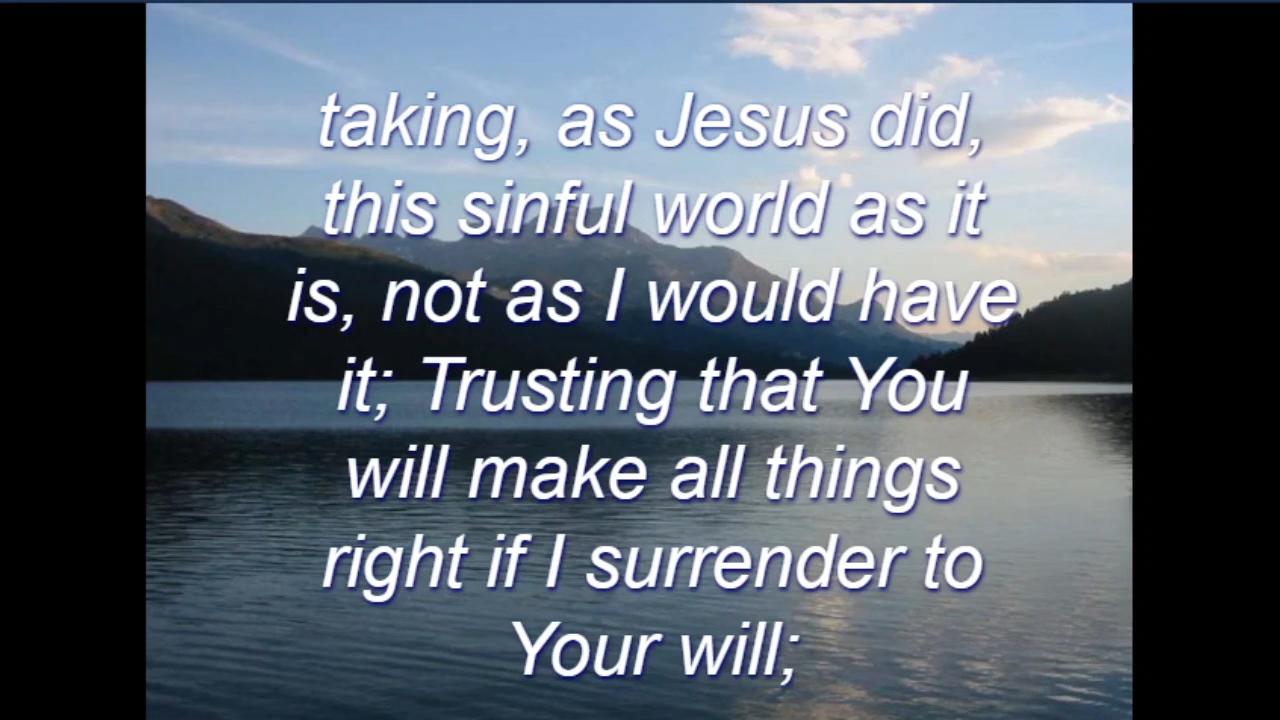 taking, as Jesus did,
this sinful world as it
is, not as I would have
it; Trusting that You
will make all things
right if I surrender to
Your will;